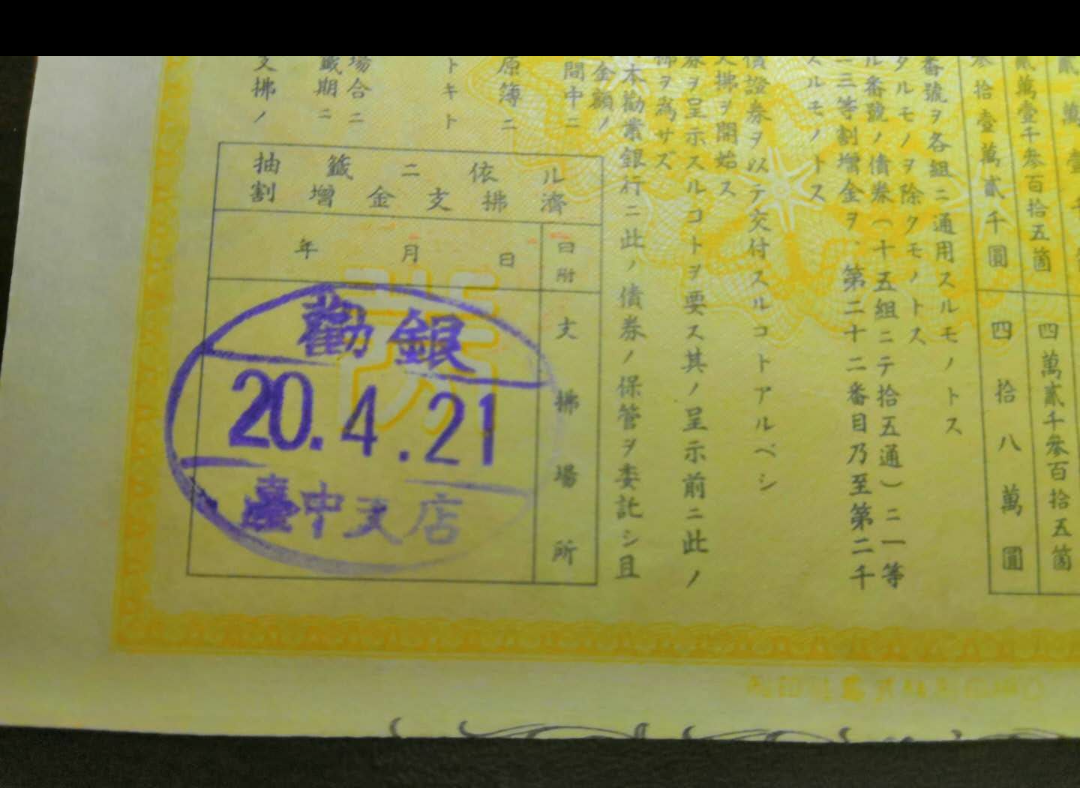 貳萬壹千參百拾五箇
四萬貳千參百拾五箇
拾壹萬貳千圓
四拾八萬圓
番號ヲ各組ニ通用スルモノトス
タルモノヲ除タモノトス
ル番號ノ債券(十五組ニテ拾五通)ニ一等
二三等割增金ヲ、第二十二番目乃至第二千
スルモノトス
債證券ヲ以テ交付スルコトアルベシ
支拂ヲ開始ス
券ヲ呈示スルコトヲ要ス其ノ呈示前ニ此ノ
拂ヲ爲サズ
本勸業銀行ニ此ノ債券ノ保管ヲ委託シ且
金額ノ
間中ニ
原簿ニ
トキト
場合ニ
籤期ニ
支拂ノ
抽籤ニ依ル
割增金支拂濟
年月日
日附
支拂場所
勸銀
20.4.21
臺中支店